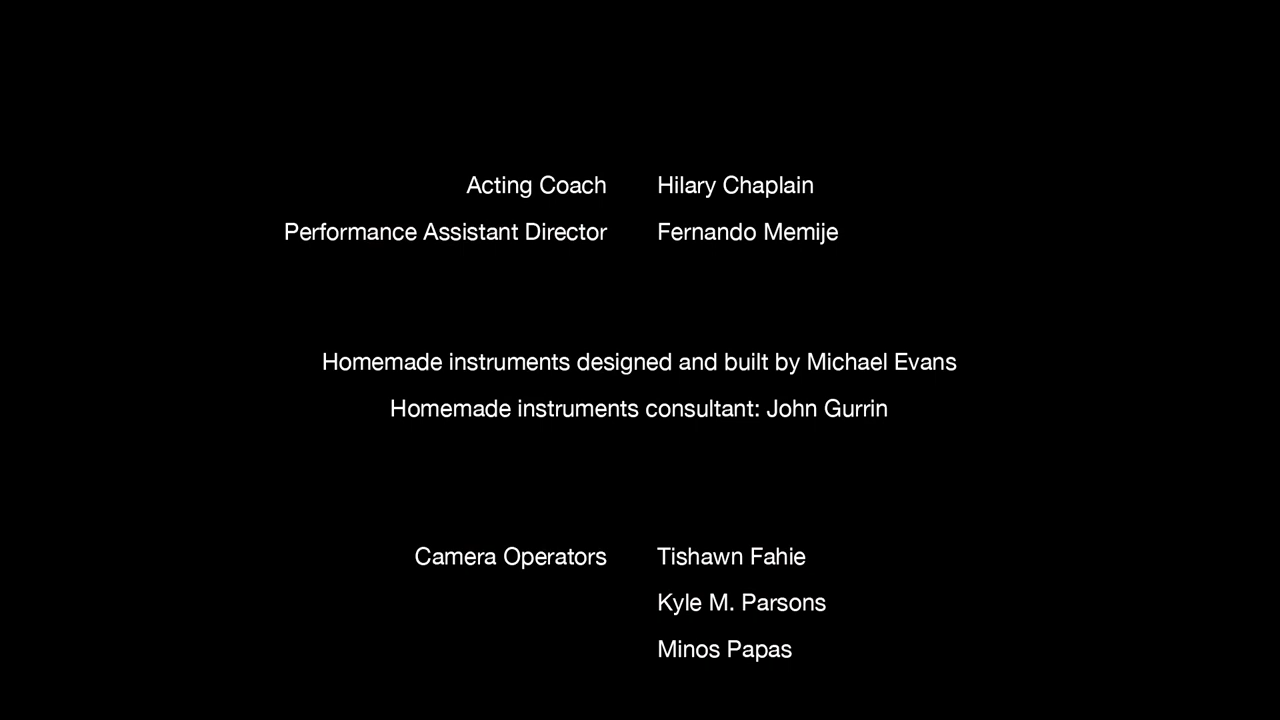 Acting Coach Hilary Chaplain
Performance Assistant Director Fernando Memije
Homemade instruments designed and built by Michael Evans
Homemade instruments consultant: John Gurrin
Camera Operators Tishawn Fahie
Kyle M. Parsons
Minos Papas